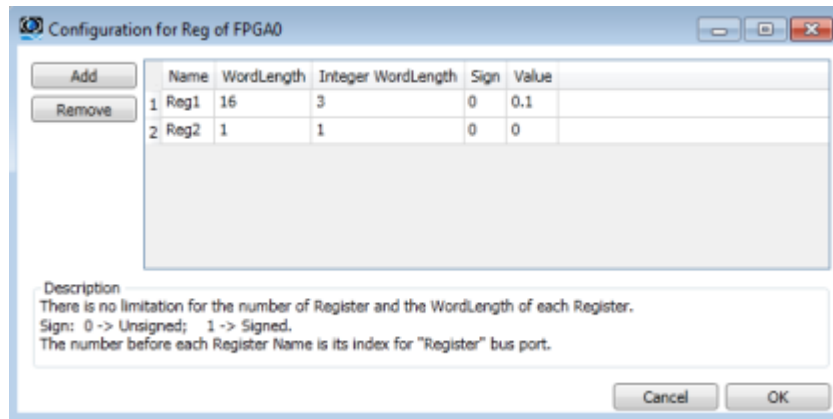 Configuration for Reg of FPGA0
Add
Remove
Name WordLength Integer WordLength Sign Value
1 Reg1 16 3 0 0.1
2 Reg2 1 1 0 0
Description
There is no limitation for the number of Register and the WordLength of each Register.
Sign: 0 -> Unsigned; 1 -> Signed.
The number before each Register Name is its index for "Register" bus port.
Cancel OK